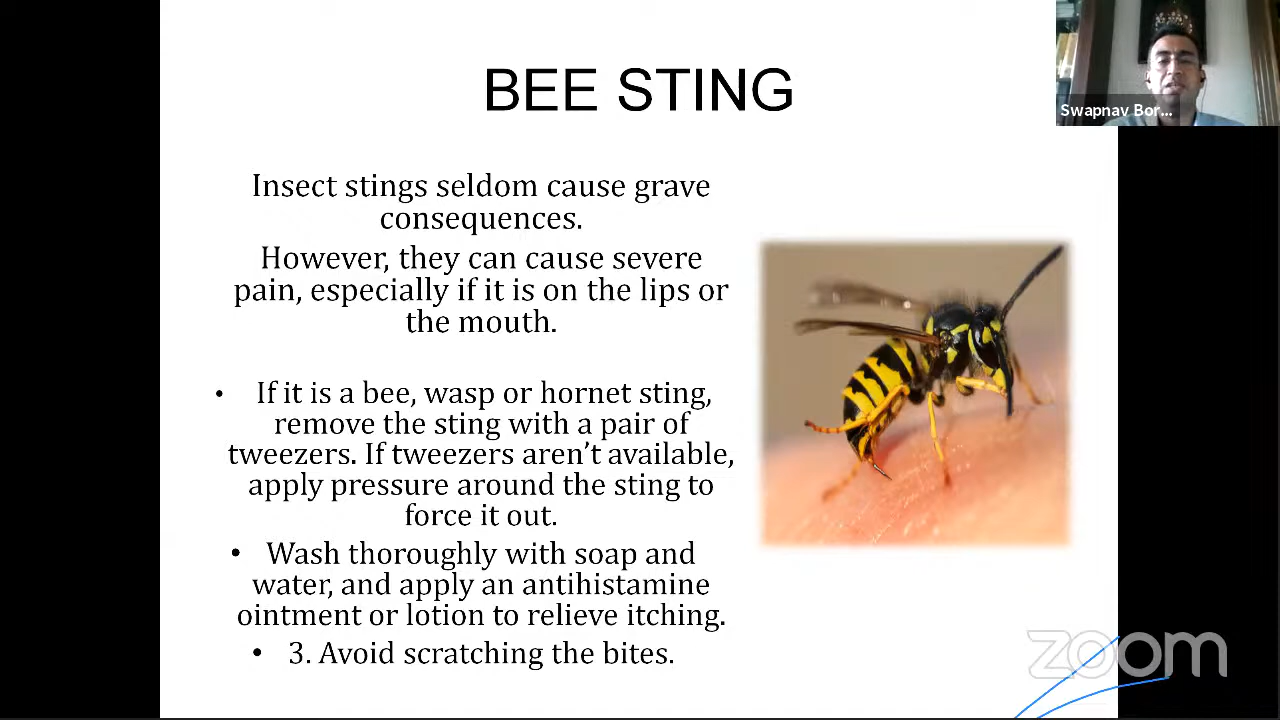 BEE STING
Swapnav Bor...
Insect stings seldom cause grave
consequences.
However, they can cause severe
pain, especially if it is on the lips or
the mouth.
• If it is a bee, wasp or hornet sting,
remove the sting with a pair of
tweezers. If tweezers aren’t available,
apply pressure around the sting to
force it out.
• Wash thoroughly with soap and
water, and apply an antihistamine
ointment or lotion to relieve itching.
• 3. Avoid scratching the bites.
zoom